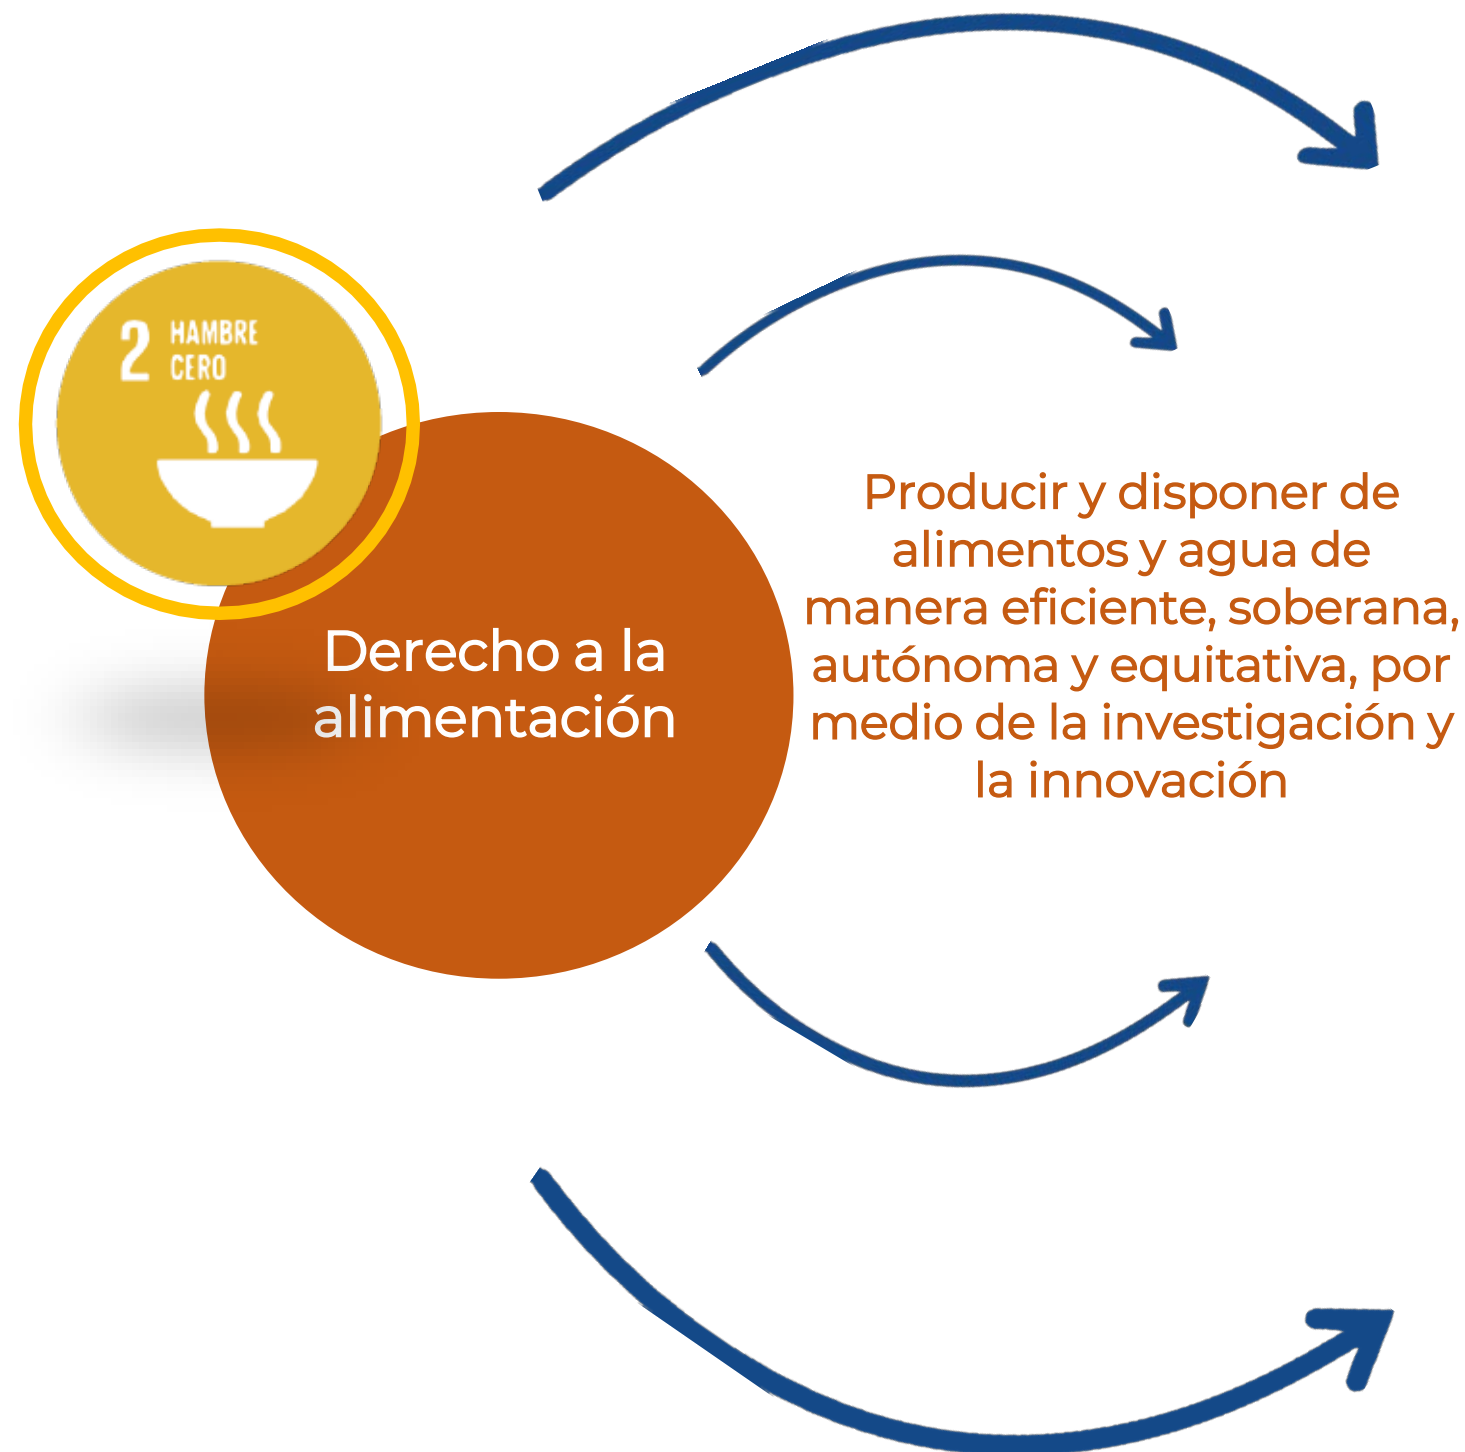 2 HAMBRE
CERO
Derecho a la
alimentación
Producir y disponer de
alimentos y agua de
manera eficiente, soberana,
autónoma y equitativa, por
medio de la investigación y
la innovación